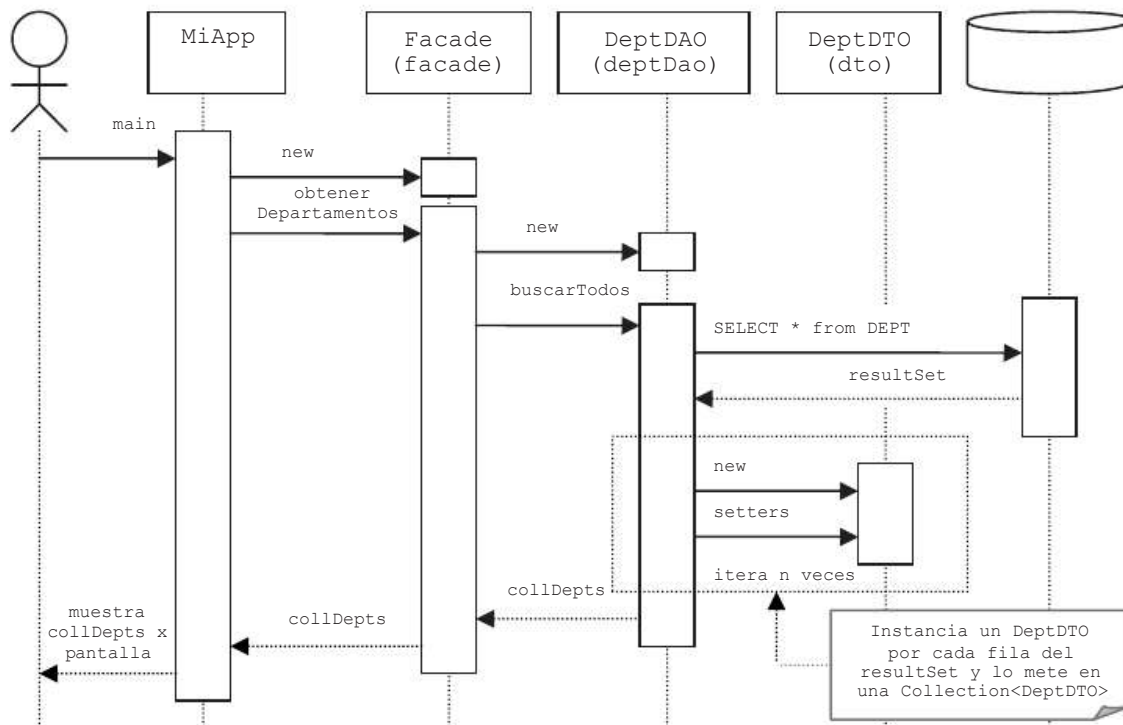 MiApp
Facade
(facade)
DeptDAO
(deptDao)
DeptDTO
(dto)
main
new
obtener
Departamentos
new
buscarTodos
SELECT * from DEPT
resultSet
new
setters
itera n veces
collDepts
collDepts
muestra
collDepts x
pantalla
Instancia un DeptDTO
por cada fila del
resultSet y lo mete en
una Collection<DeptDTO>